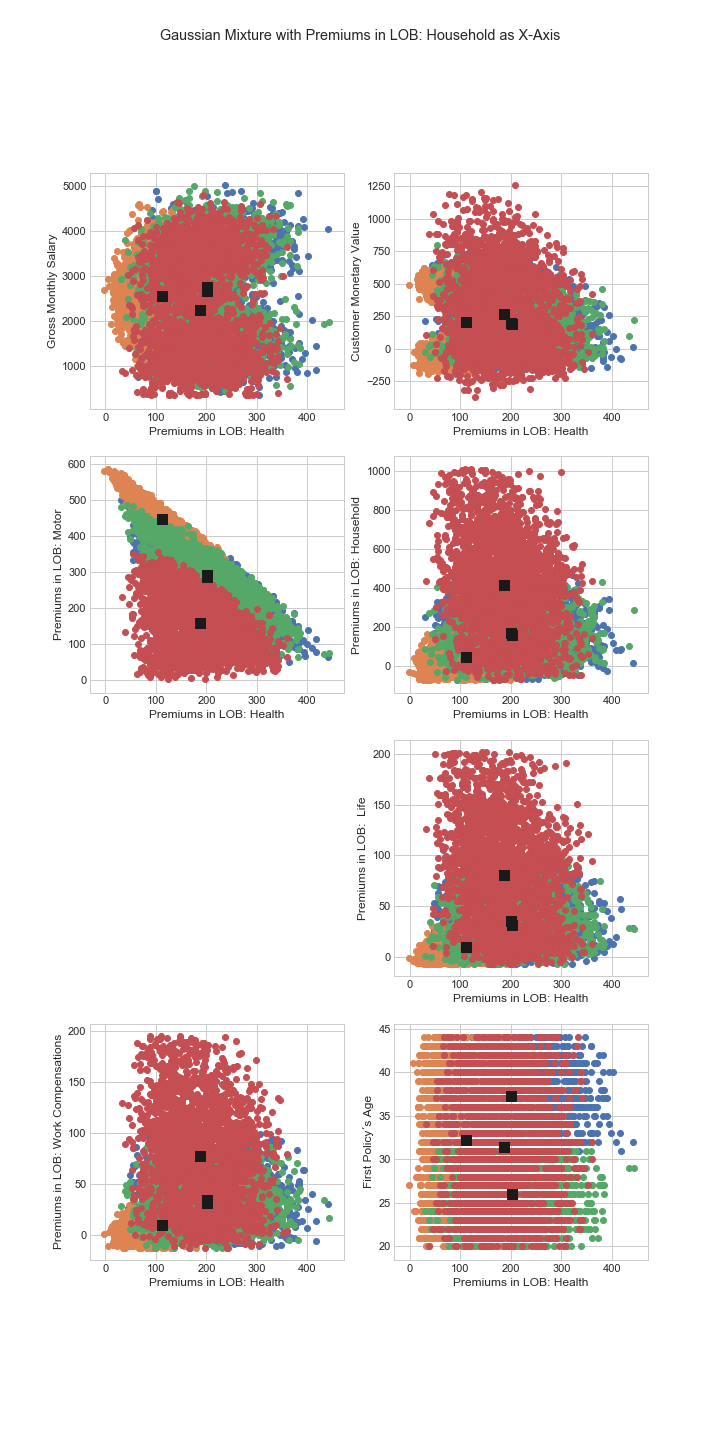 Gaussian Mixture with Premiums in LOB: Household as X-Axis
5000
4000
3000
2000
1000
Gross Monthly Salary
0 100 200 300 400
Premiums in LOB: Health
1250
1000
750
500
250
0
−250
Customer Monetary Value
0 100 200 300 400
Premiums in LOB: Health
600
500
400
300
200
100
0
Premiums in LOB: Motor
0 100 200 300 400
Premiums in LOB: Health
1000
800
600
400
200
0
Premiums in LOB: Household
0 100 200 300 400
Premiums in LOB: Health
200
150
100
50
0
Premiums in LOB:  Life
0 100 200 300 400
Premiums in LOB: Health
200
150
100
50
0
Premiums in LOB: Work Compensations
0 100 200 300 400
Premiums in LOB: Health
45
40
35
30
25
20
First Policy´s Age
0 100 200 300 400
Premiums in LOB: Health